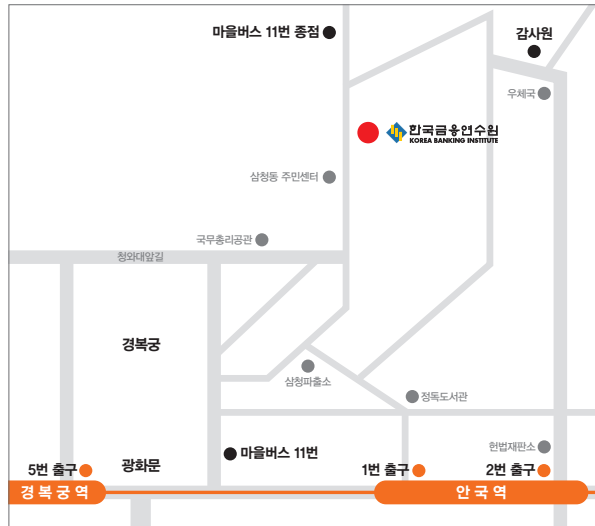 마을버스 11번 종점
감사원
우체국
한국금융연수원
KOREA BANKING INSTITUTE
삼청동 주민센터
국무총리공관
청와대앞길
경복궁
삼청파출소
정독도서관
헌법재판소
마을버스 11번
광화문
5번 출구
1번 출구
2번 출구
경복궁역
안국역